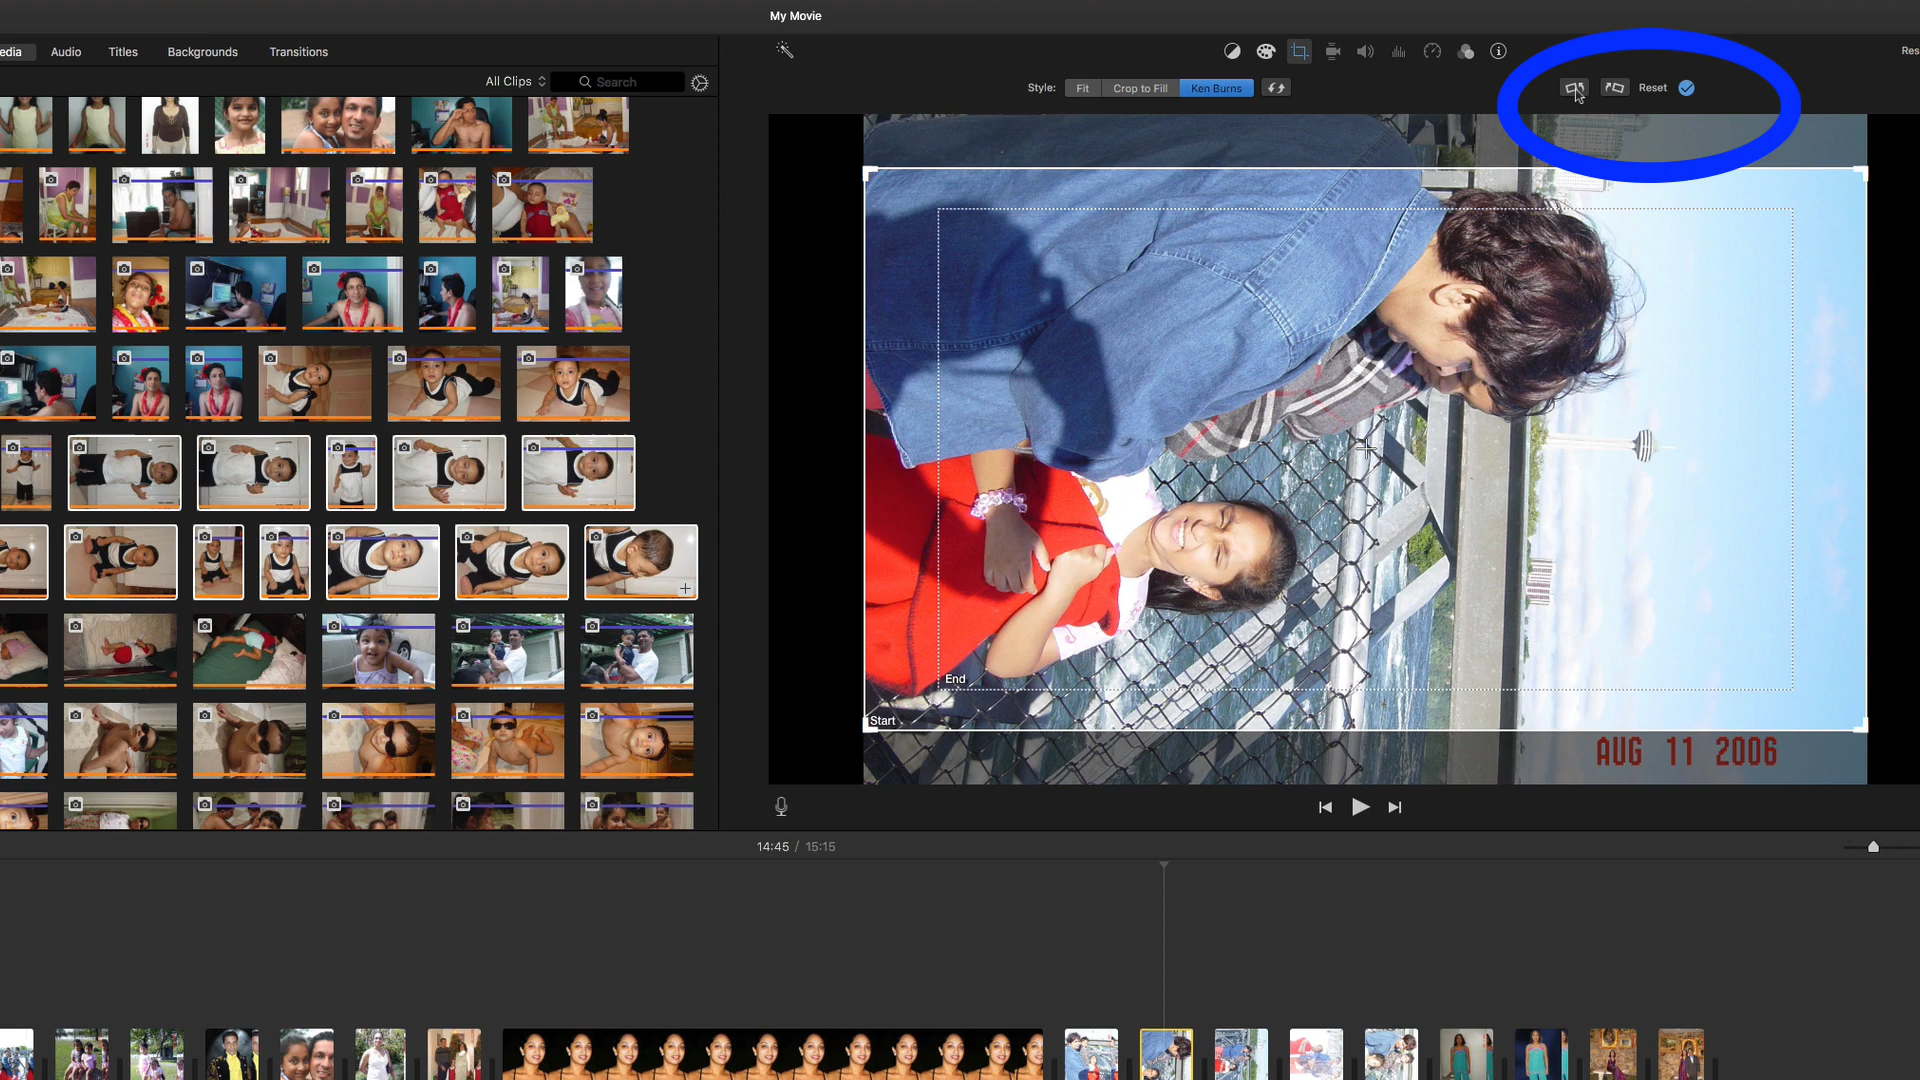 My Movie
edia Audio Titles Backgrounds Transitions
Res
All Clips Search
Style: Fit Crop to Fill Ken Burns Reset
End
Start
AUG 11 2006
14:45 / 15:15